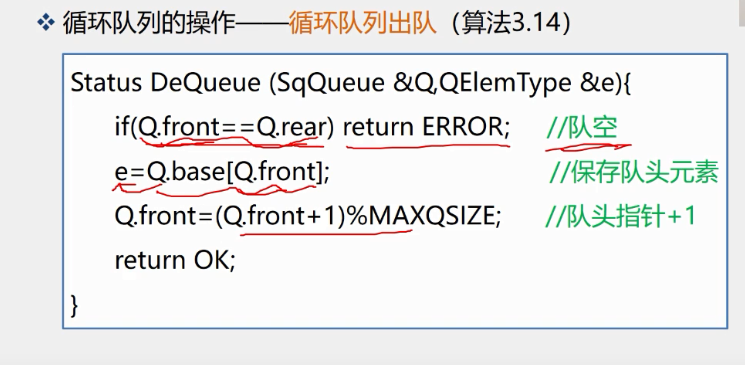 ❖ 循环队列的操作——循环队列出队（算法3.14）
Status DeQueue (SqQueue &Q,QElemType &e){
if(Q.front==Q.rear) return ERROR; //队空
e=Q.base[Q.front]; //保存队头元素
Q.front=(Q.front+1)%MAXQSIZE; //队头指针+1
return OK;
}